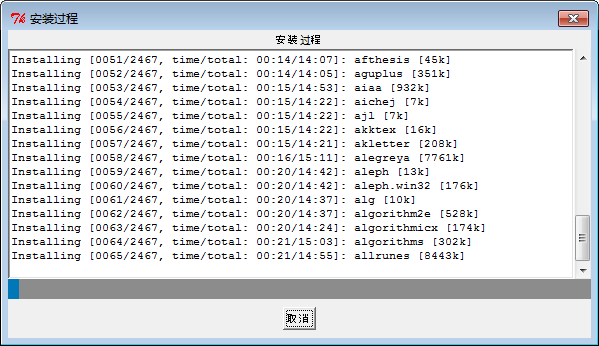 安装过程
安装过程
Installing [0051/2467, time/total: 00:14/14:07]: afthesis [45k]
Installing [0052/2467, time/total: 00:14/14:05]: aguplus [351k]
Installing [0053/2467, time/total: 00:15/14:53]: aiaa [932k]
Installing [0054/2467, time/total: 00:15/14:22]: aichej [7k]
Installing [0055/2467, time/total: 00:15/14:22]: ajl [7k]
Installing [0056/2467, time/total: 00:15/14:22]: akktex [16k]
Installing [0057/2467, time/total: 00:15/14:21]: akletter [208k]
Installing [0058/2467, time/total: 00:16/15:11]: alegreya [7761k]
Installing [0059/2467, time/total: 00:20/14:42]: aleph [13k]
Installing [0060/2467, time/total: 00:20/14:42]: aleph.win32 [176k]
Installing [0061/2467, time/total: 00:20/14:37]: alg [10k]
Installing [0062/2467, time/total: 00:20/14:37]: algorithm2e [528k]
Installing [0063/2467, time/total: 00:20/14:24]: algorithmicx [174k]
Installing [0064/2467, time/total: 00:21/15:03]: algorithms [302k]
Installing [0065/2467, time/total: 00:21/14:55]: allrunes [8443k]
取消